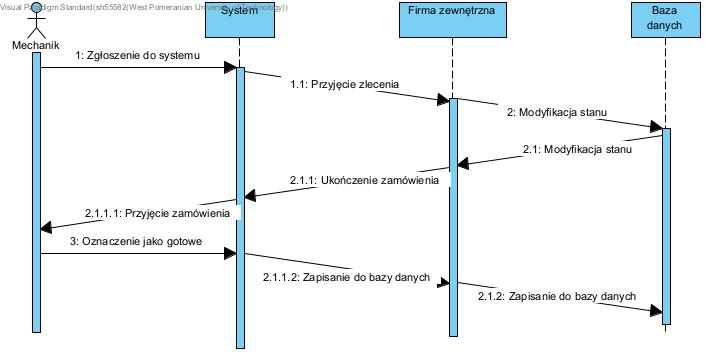 Visual Paradigm Standard(sh55582(West Pomeranian University of Technology))
System
Firma zewnętrzna
Baza
danych
Mechanik
1: Zgłoszenie do systemu
1.1: Przyjęcie zlecenia
2: Modyfikacja stanu
2.1: Modyfikacja stanu
2.1.1: Ukończenie zamówienia
2.1.1.1: Przyjęcie zamówienia
3: Oznaczenie jako gotowe
2.1.1.2: Zapisanie do bazy danych
2.1.2: Zapisanie do bazy danych